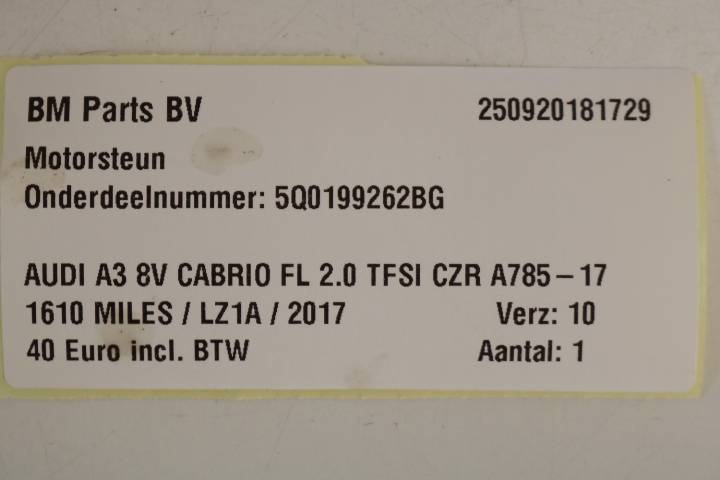 BM Parts BV 250920181729
Motorsteun
Onderdeelnummer: 5Q0199262BG
AUDI A3 8V CABRIO FL 2.0 TFSI CZR A785-17
1610 MILES / LZ1A / 2017 Verz: 10
40 Euro incl. BTW Aantal: 1